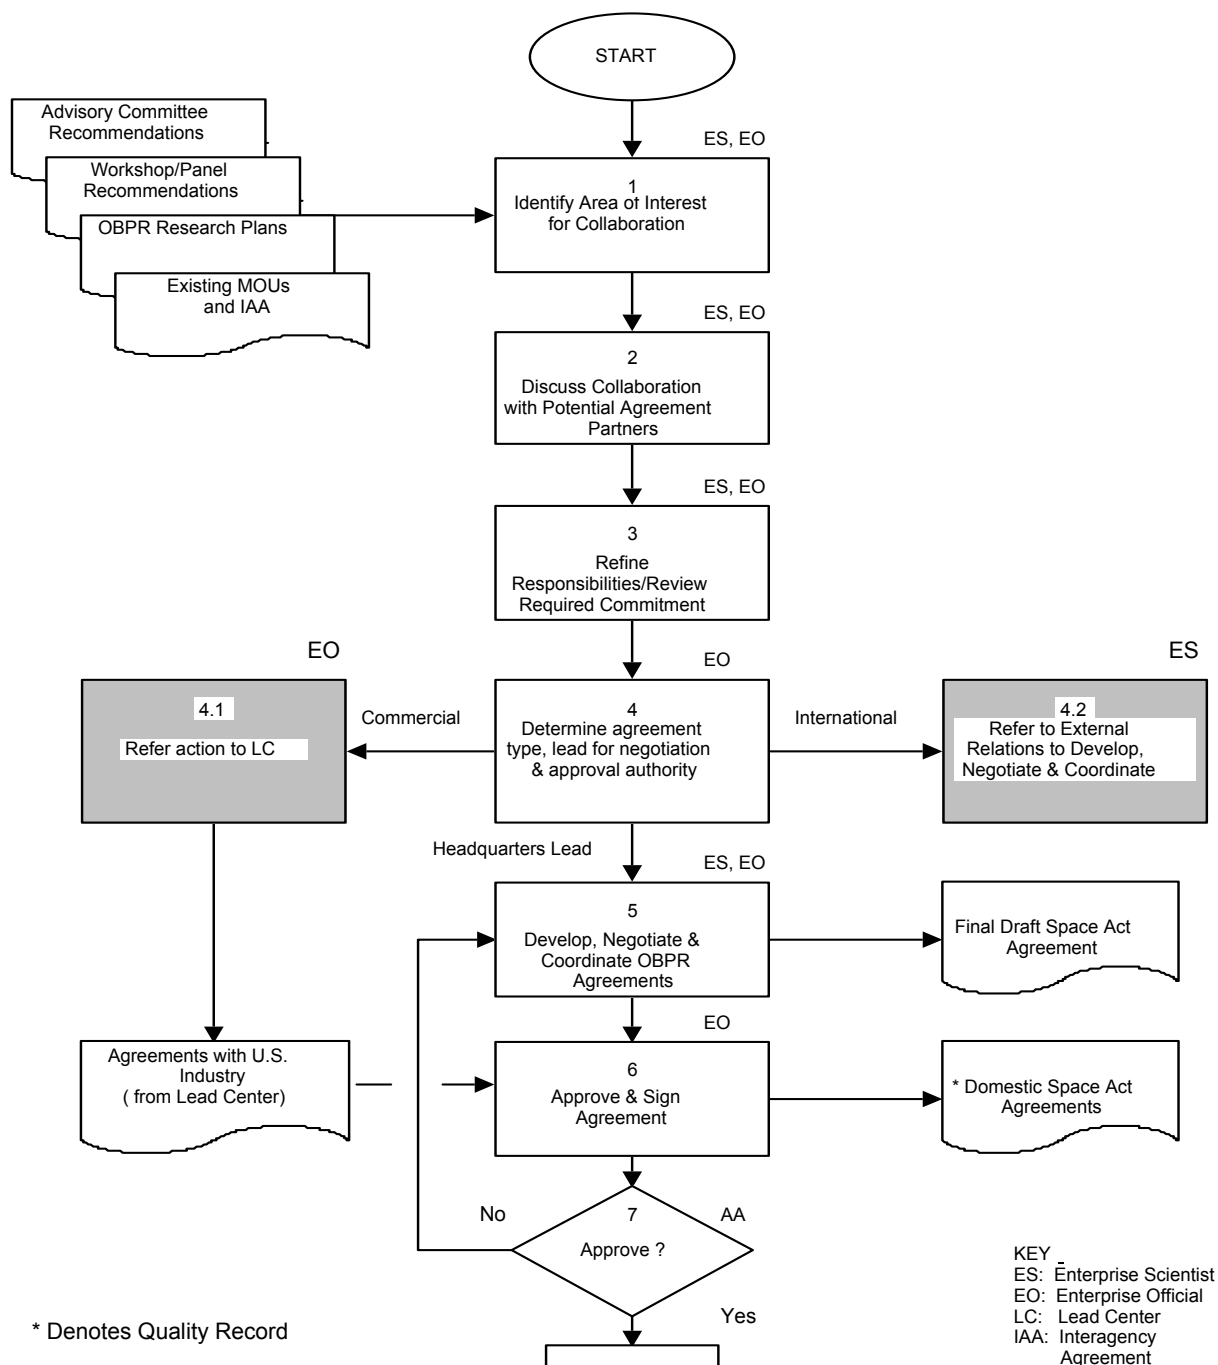 START
Advisory Committee
Recommendations
ES, EO
Workshop/Panel
Recommendations
1
Identify Area of Interest
for Collaboration
OBPR Research Plans
Existing MOUs
and IAA
ES, EO
2
Discuss Collaboration
with Potential Agreement
Partners
ES, EO
3
Refine
Responsibilities/Review
Required Commitment
EO
EO
ES
4.1
Refer action to LC
Commercial
4
Determine agreement
type, lead for negotiation
& approval authority
International
4.2
Refer to External
Relations to Develop,
Negotiate & Coordinate
Headquarters Lead
ES, EO
5
Develop, Negotiate &
Coordinate OBPR
Agreements
Final Draft Space Act
Agreement
EO
Agreements with U.S.
Industry
( from Lead Center)
6
Approve & Sign
Agreement
* Domestic Space Act
Agreements
No
7
AA
Approve ?
Yes
KEY
ES: Enterprise Scientist
EO: Enterprise Official
LC: Lead Center
IAA: Interagency
Agreement
* Denotes Quality Record